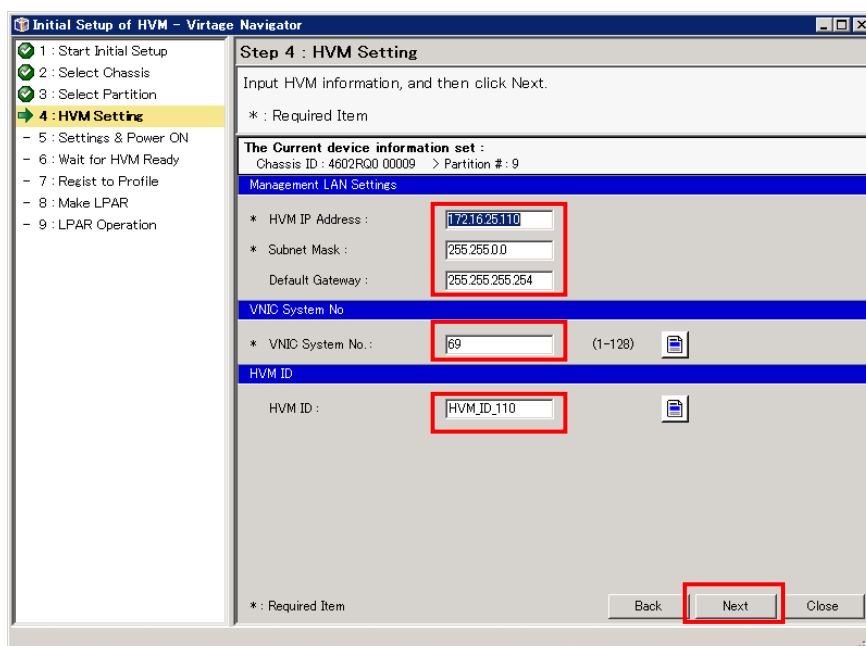 Initial Setup of HVM - Virtage Navigator
1 : Start Initial Setup
2 : Select Chassis
3 : Select Partition
4 : HVM Setting
- 5 : Settings & Power ON
- 6 : Wait for HVM Ready
- 7 : Regist to Profile
- 8 : Make LPAR
- 9 : LPAR Operation
Step 4 : HVM Setting
Input HVM information, and then click Next.
* : Required Item
The Current device information set :
Chassis ID : 4602RQ0 00009 > Partition # : 9
Management LAN Settings
* HVM IP Address : 172.16.25.110
* Subnet Mask : 255.255.0.0
Default Gateway : 255.255.255.254
VNIC System No
* VNIC System No. : 69 (1-128)
HVM ID
HVM ID : HVM_ID_110
* : Required Item Back Next Close